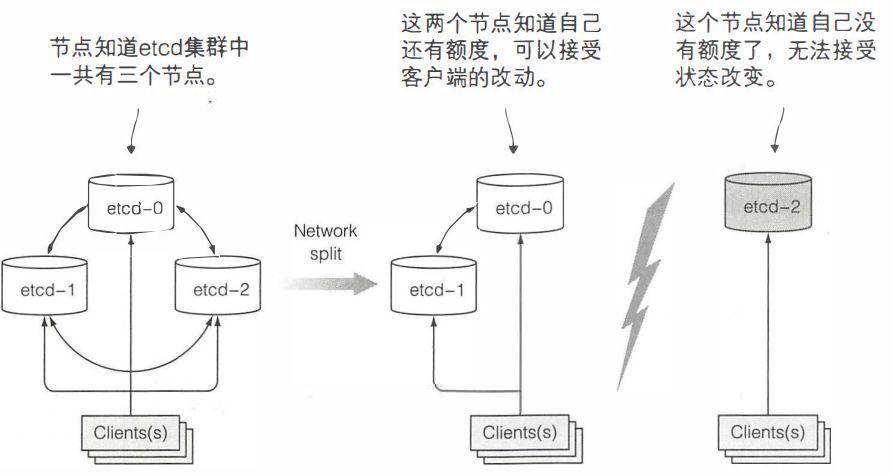 节点知道etcd集群中
一共有三个节点。
这两个节点知道自己
还有额度，可以接受
客户端的改动。
这个节点知道自己没
有额度了，无法接受
状态改变。
etcd-0
etcd-1
etcd-2
Clients(s)
Network
split
etcd-0
etcd-1
Clients(s)
etcd-2
Clients(s)